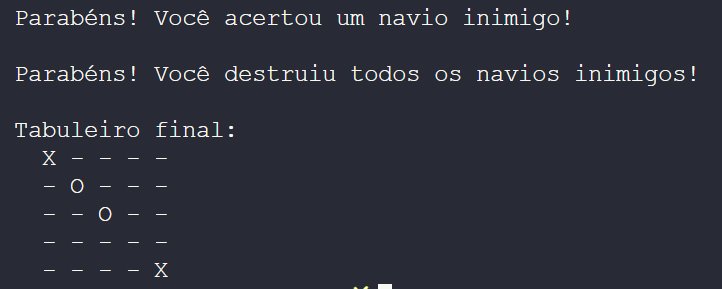 Parabéns! Você acertou um navio inimigo!
Parabéns! Você destruiu todos os navios inimigos!
Tabuleiro final:
X - - - -
- O - - -
- - O - -
- - - - -
- - - - X